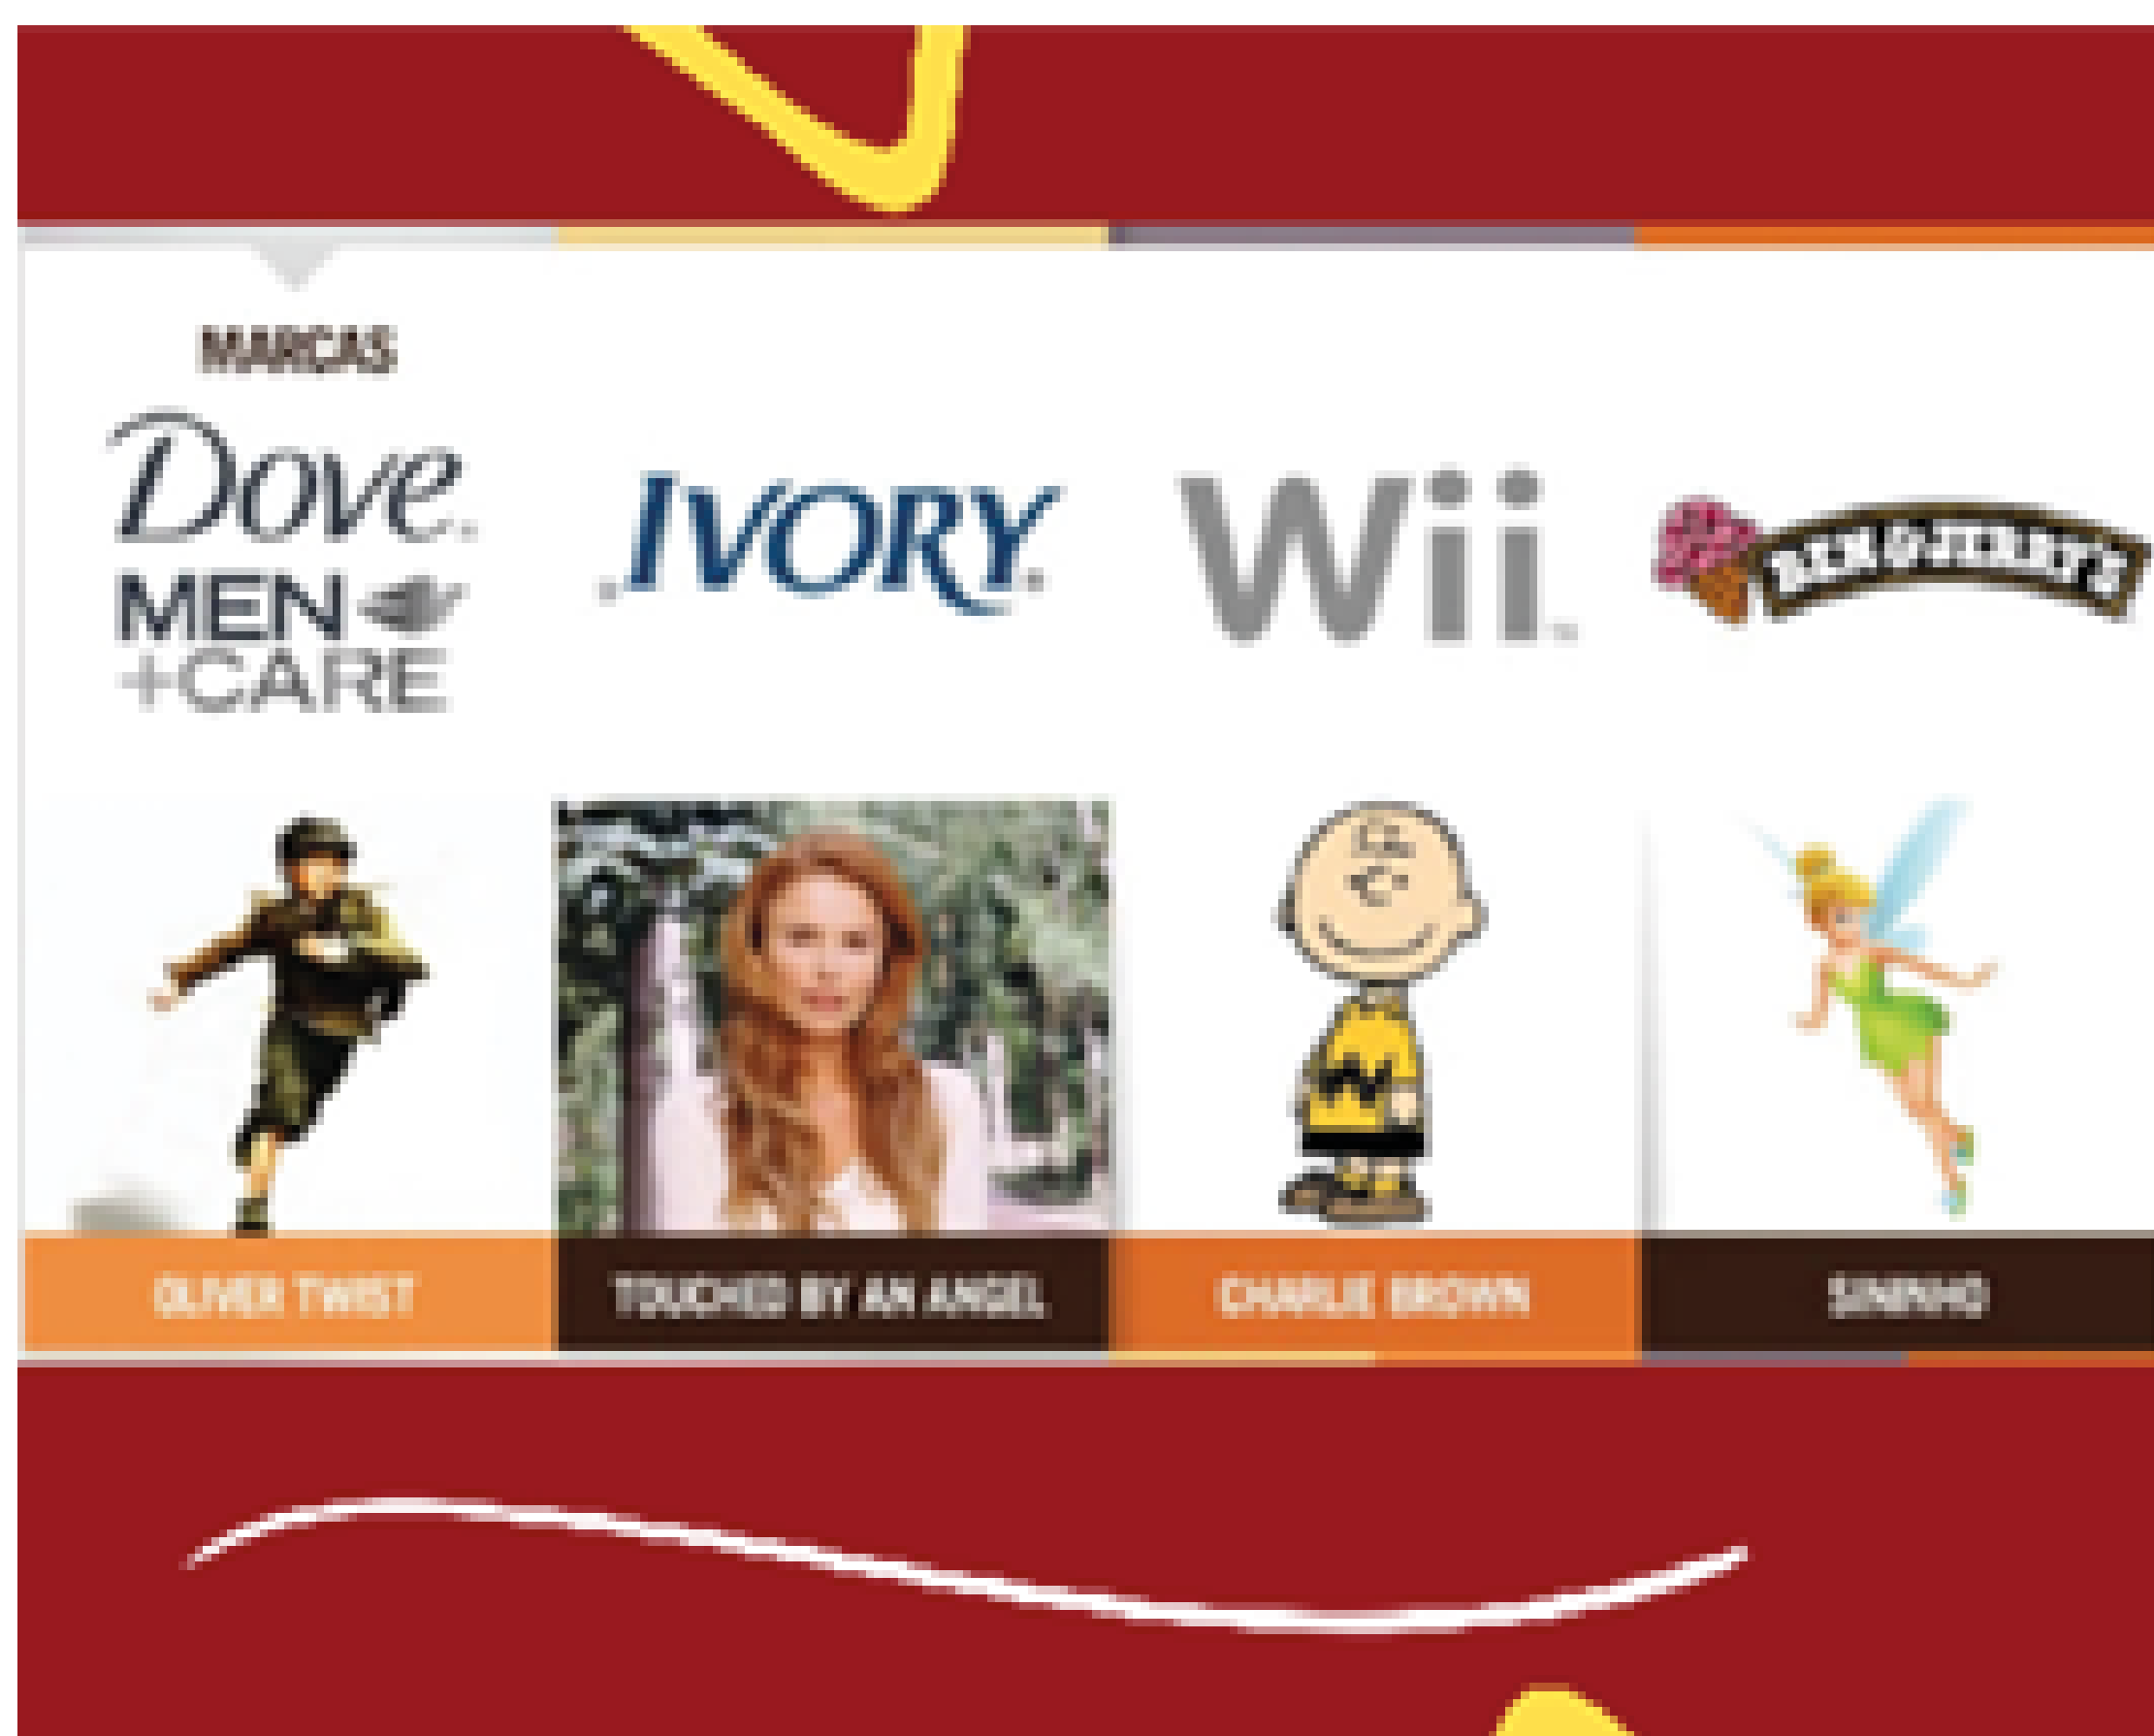 MARCAS
Dove
MEN
+CARE
IVORY
Wii
BEN & JERRY'S
OLIVER TWIST
TOUCHED BY AN ANGEL
CHARLIE BROWN
SININHO